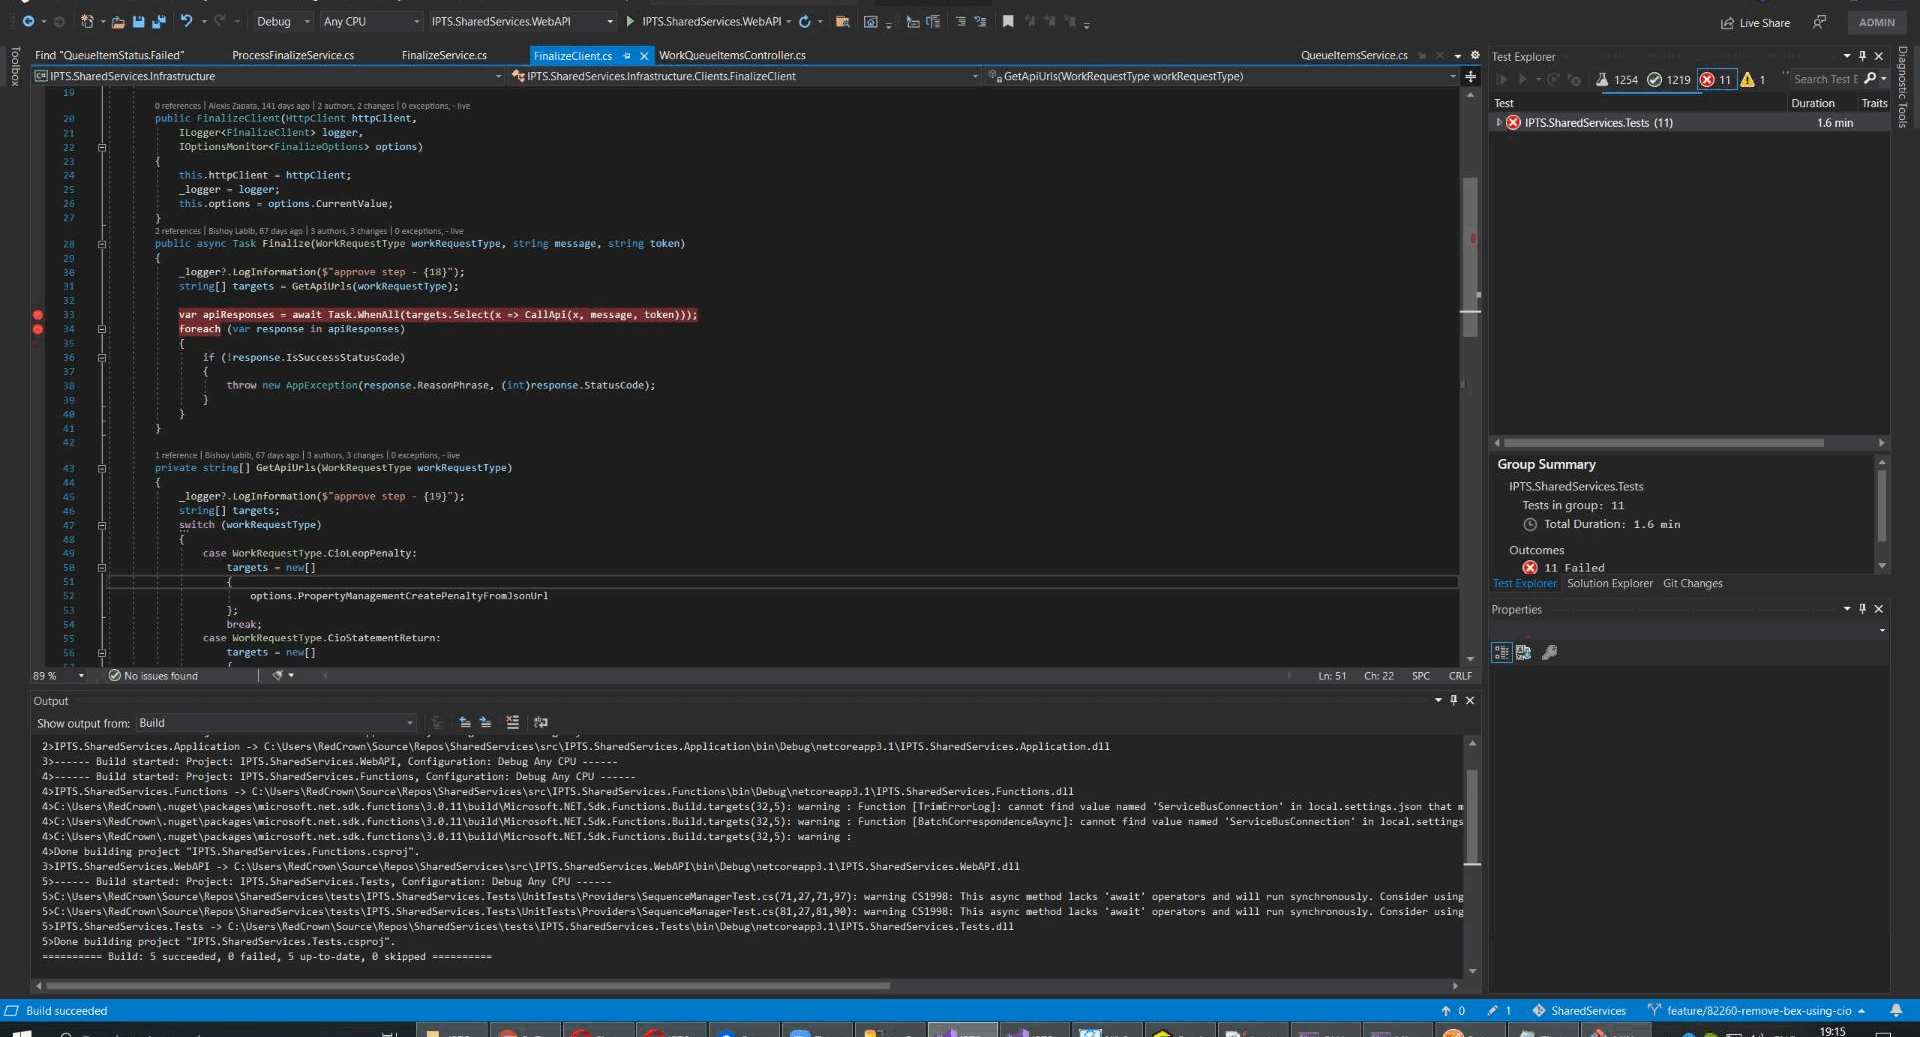 Debug
Any CPU
IPTS.SharedServices.WebAPI
IPTS.SharedServices.WebAPI
Live Share
ADMIN
Toolbox
Find "QueueItemStatus.Failed"
ProcessFinalizeService.cs
FinalizeService.cs
FinalizeClient.cs
WorkQueueItemsController.cs
QueueItemsService.cs
IPTS.SharedServices.Infrastructure
IPTS.SharedServices.Infrastructure.Clients.FinalizeClient
GetApiUrls(WorkRequestType workRequestType)
19
0 references | Alexis Zapata, 141 days ago | 2 authors, 2 changes | 0 exceptions, - live
20 public FinalizeClient(HttpClient httpClient,
21 ILogger<FinalizeClient> logger,
22 IOptionsMonitor<FinalizeOptions> options)
23 {
24 this.httpClient = httpClient;
25 _logger = logger;
26 this.options = options.CurrentValue;
27 }
2 references | Bishoy Labib, 67 days ago | 3 authors, 3 changes | 0 exceptions, - live
28 public async Task Finalize(WorkRequestType workRequestType, string message, string token)
29 {
30 _logger?.LogInformation($"approve step - {18}");
31 string[] targets = GetApiUrls(workRequestType);
32
33 var apiResponses = await Task.WhenAll(targets.Select(x => CallApi(x, message, token)));
34 foreach (var response in apiResponses)
35 {
36 if (!response.IsSuccessStatusCode)
37 {
38 throw new AppException(response.ReasonPhrase, (int)response.StatusCode);
39 }
40 }
41 }
42
1 reference | Bishoy Labib, 67 days ago | 3 authors, 3 changes | 0 exceptions, - live
43 private string[] GetApiUrls(WorkRequestType workRequestType)
44 {
45 _logger?.LogInformation($"approve step - {19}");
46 string[] targets;
47 switch (workRequestType)
48 {
49 case WorkRequestType.CioLeopPenalty:
50 targets = new[]
51 {
52 options.PropertyManagementCreatePenaltyFromJsonUrl
53 };
54 break;
55 case WorkRequestType.CioStatementReturn:
56 targets = new[]
{
89 %
No issues found
Ln: 51
Ch: 22
SPC
CRLF
Output
Show output from: Build
2>IPTS.SharedServices.Application -> C:\Users\RedCrown\Source\Repos\SharedServices\src\IPTS.SharedServices.Application\bin\Debug\netcoreapp3.1\IPTS.SharedServices.Application.dll
3>------ Build started: Project: IPTS.SharedServices.WebAPI, Configuration: Debug Any CPU ------
4>------ Build started: Project: IPTS.SharedServices.Functions, Configuration: Debug Any CPU ------
4>IPTS.SharedServices.Functions -> C:\Users\RedCrown\Source\Repos\SharedServices\src\IPTS.SharedServices.Functions\bin\Debug\netcoreapp3.1\IPTS.SharedServices.Functions.dll
4>C:\Users\RedCrown\.nuget\packages\microsoft.net.sdk.functions\3.0.11\build\Microsoft.NET.Sdk.Functions.Build.targets(32,5): warning : Function [TrimErrorLog]: cannot find value named 'ServiceBusConnection' in local.settings.json that m
4>C:\Users\RedCrown\.nuget\packages\microsoft.net.sdk.functions\3.0.11\build\Microsoft.NET.Sdk.Functions.Build.targets(32,5): warning : Function [BatchCorrespondenceAsync]: cannot find value named 'ServiceBusConnection' in local.settings
4>C:\Users\RedCrown\.nuget\packages\microsoft.net.sdk.functions\3.0.11\build\Microsoft.NET.Sdk.Functions.Build.targets(32,5): warning :
4>Done building project "IPTS.SharedServices.Functions.csproj".
3>IPTS.SharedServices.WebAPI -> C:\Users\RedCrown\Source\Repos\SharedServices\src\IPTS.SharedServices.WebAPI\bin\Debug\netcoreapp3.1\IPTS.SharedServices.WebAPI.dll
5>------ Build started: Project: IPTS.SharedServices.Tests, Configuration: Debug Any CPU ------
5>C:\Users\RedCrown\Source\Repos\SharedServices\tests\IPTS.SharedServices.Tests\UnitTests\Providers\SequenceManagerTest.cs(71,27,71,97): warning CS1998: This async method lacks 'await' operators and will run synchronously. Consider using
5>C:\Users\RedCrown\Source\Repos\SharedServices\tests\IPTS.SharedServices.Tests\UnitTests\Providers\SequenceManagerTest.cs(81,27,81,90): warning CS1998: This async method lacks 'await' operators and will run synchronously. Consider using
5>IPTS.SharedServices.Tests -> C:\Users\RedCrown\Source\Repos\SharedServices\tests\IPTS.SharedServices.Tests\bin\Debug\netcoreapp3.1\IPTS.SharedServices.Tests.dll
5>Done building project "IPTS.SharedServices.Tests.csproj".
========== Build: 5 succeeded, 0 failed, 5 up-to-date, 0 skipped ==========
Test Explorer
1254
1219
11
1
Search Test E
Test
Duration
Traits
IPTS.SharedServices.Tests (11)
1.6 min
Group Summary
IPTS.SharedServices.Tests
Tests in group: 11
Total Duration: 1.6 min
Outcomes
11 Failed
Test Explorer
Solution Explorer
Git Changes
Properties
Diagnostic Tools
Build succeeded
0
1
SharedServices
feature/82260-remove-bex-using-cio
19:15